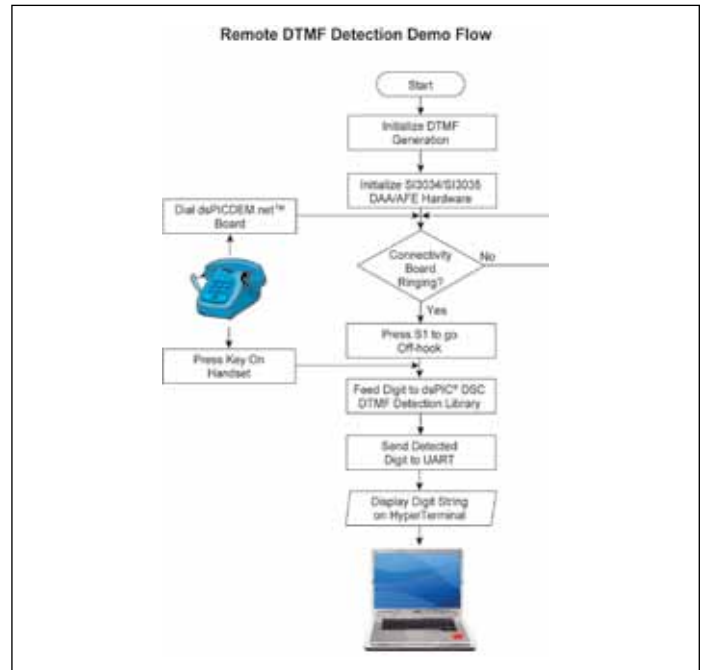 Remote DTMF Detection Demo Flow
Start
Initialize DTMF
Generation
Initialize SI3034/SI3035
DAA/AFE Hardware
Dial dsPICDEM.net™
Board
Connectivity
Board
Ringing?
No
Yes
Press S1 to go
Off-hook
Press Key On
Handset
Feed Digit to dsPIC® DSC
DTMF Detection Library
Send Detected
Digit to UART
Display Digit String
on HyperTerminal